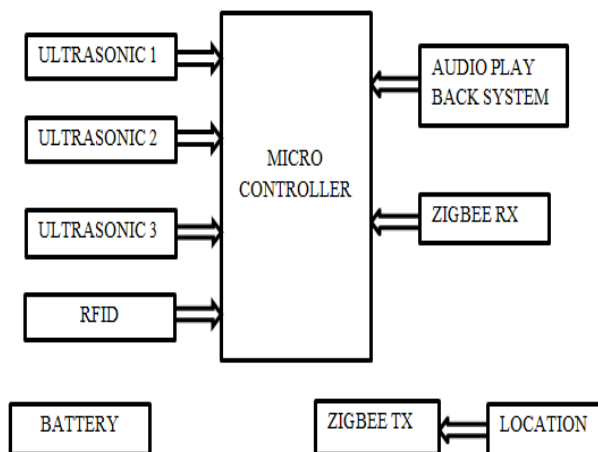 ULTRASONIC 1
ULTRASONIC 2
ULTRASONIC 3
RFID
MICRO
CONTROLLER
AUDIO PLAY
BACK SYSTEM
ZIGBEE RX
BATTERY
ZIGBEE TX
LOCATION